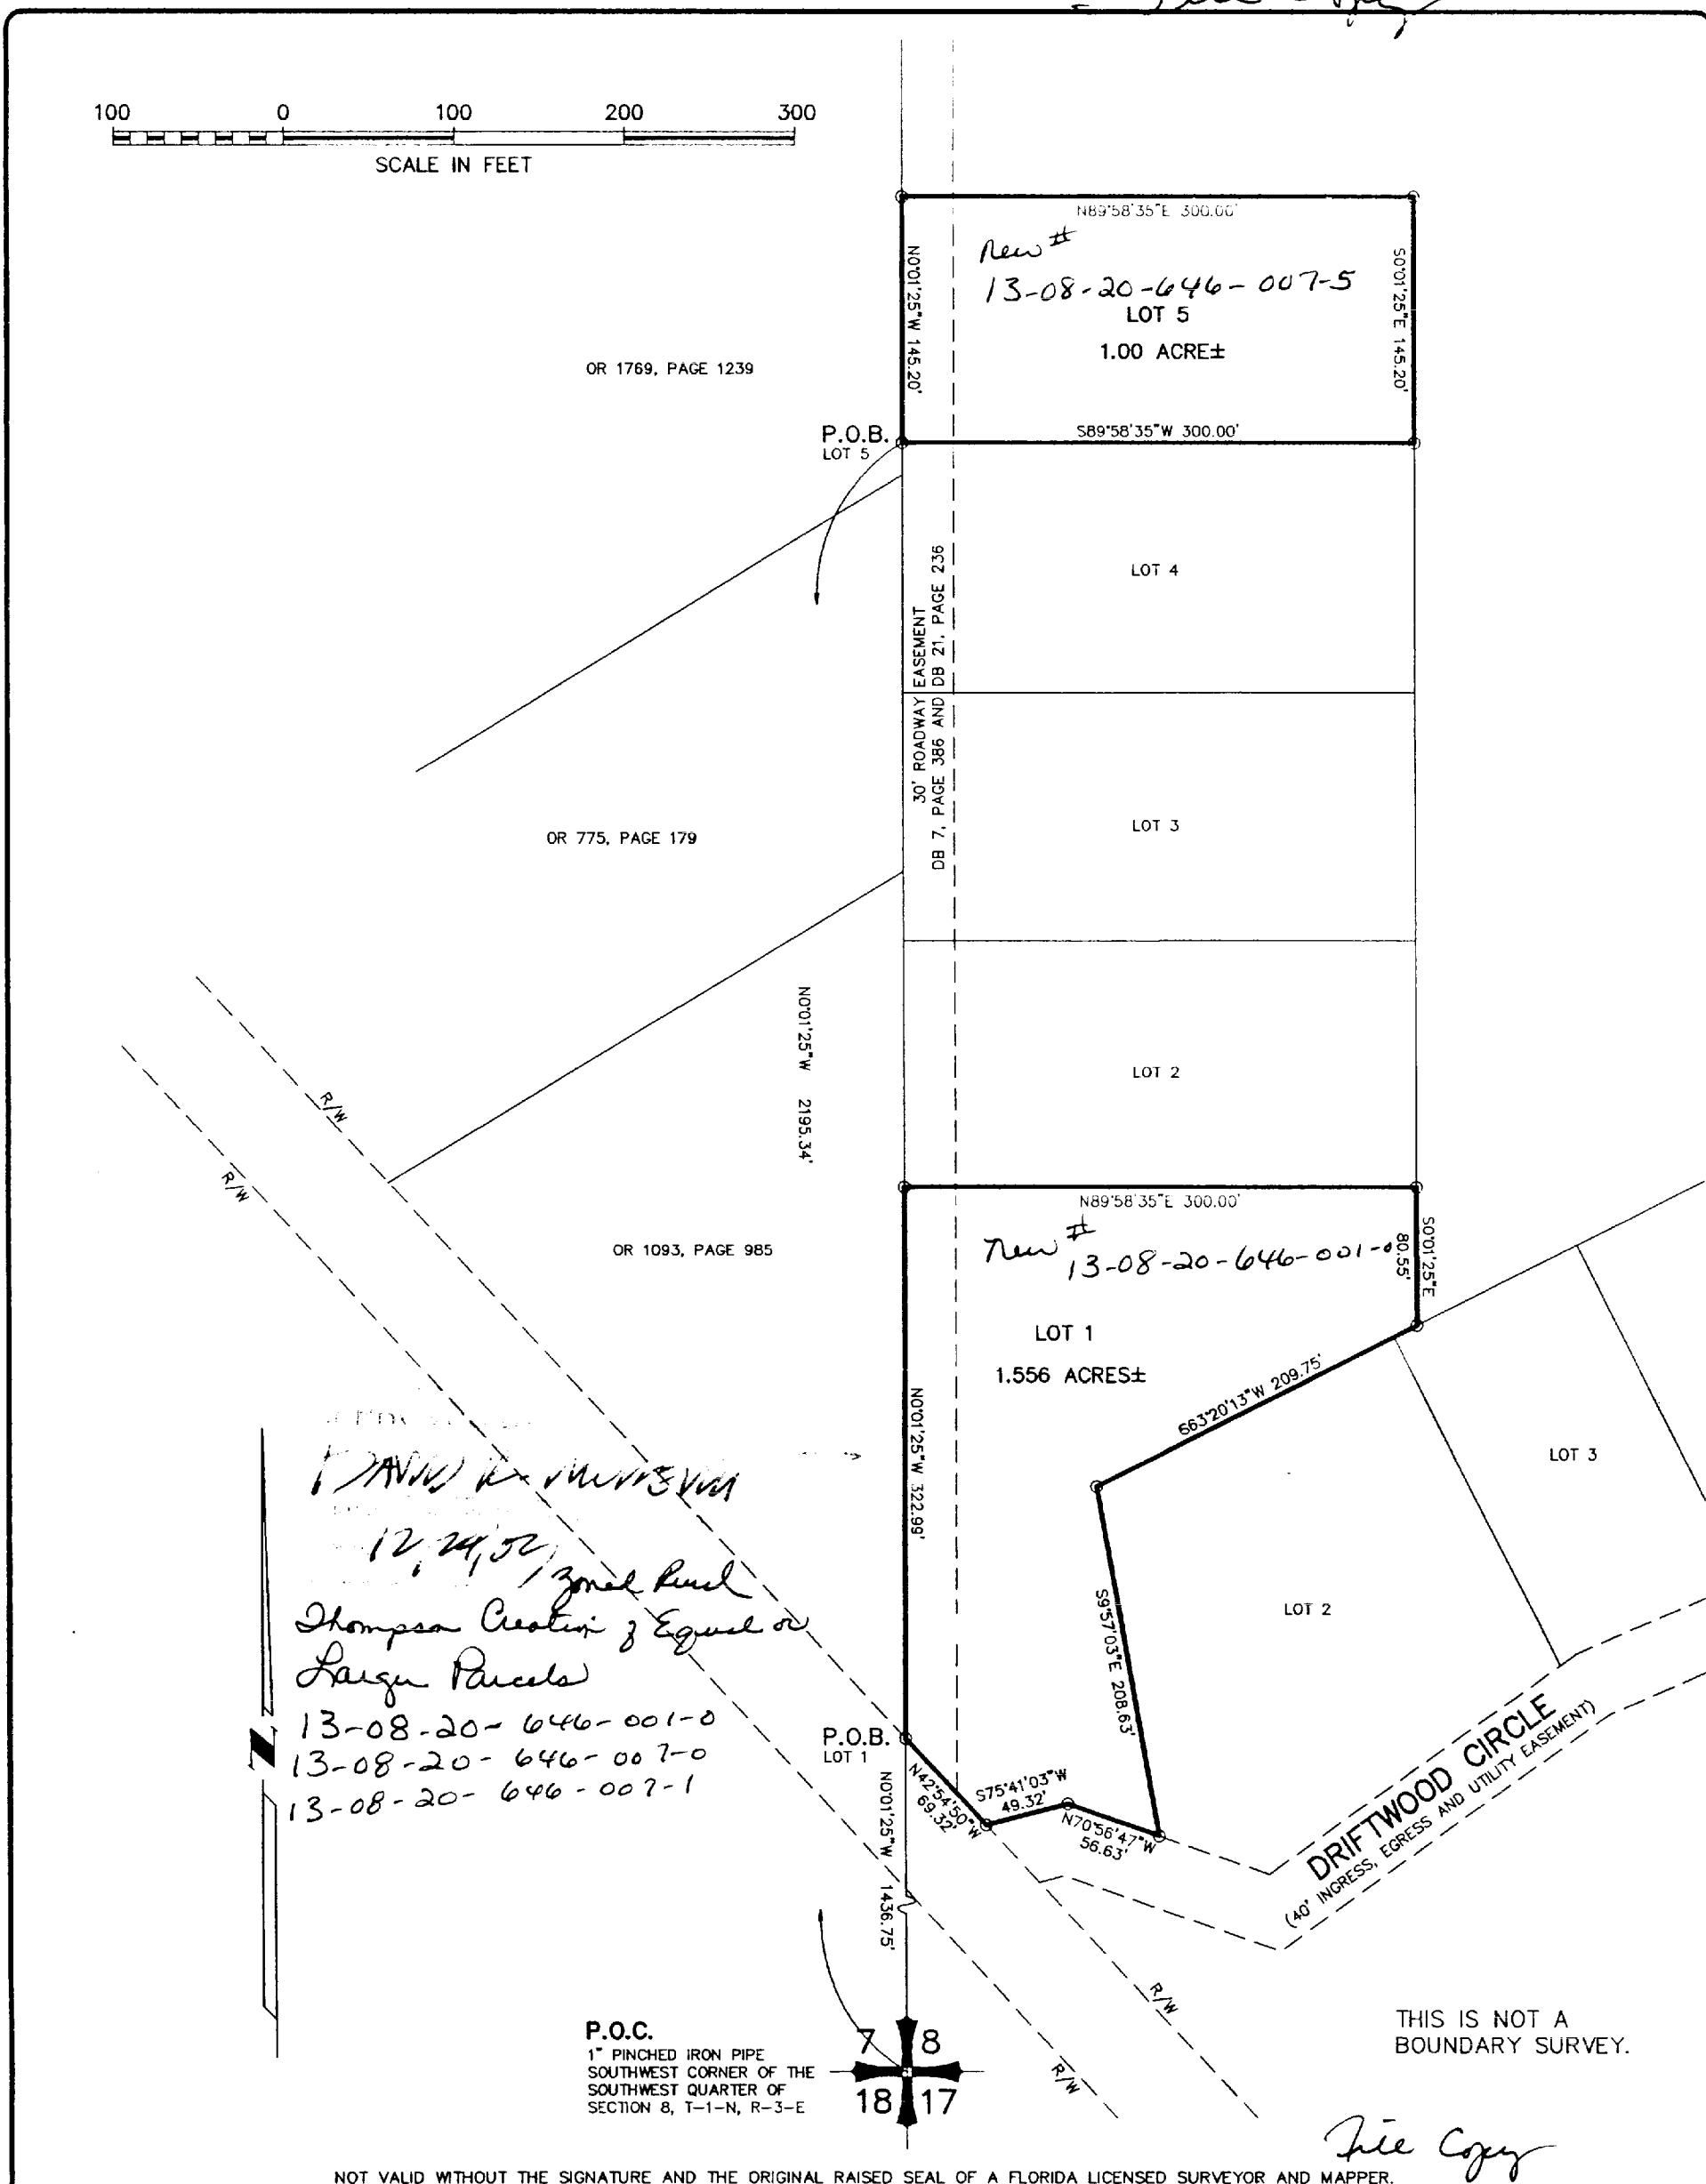 100 0 100 200 300
SCALE IN FEET
N89°58'35"E 300.00'
New #
13-08-20-646-007-5
LOT 5
1.00 ACRE±
N0°01'25"W 145.20'
S0°01'25"E 145.20'
OR 1769, PAGE 1239
P.O.B.
LOT 5
S89°58'35"W 300.00'
LOT 4
30' ROADWAY EASEMENT
DB 7, PAGE 386 AND DB 21, PAGE 236
OR 775, PAGE 179
LOT 3
N0°01'25"W 2195.34'
LOT 2
R/W
R/W
N89°58'35"E 300.00'
OR 1093, PAGE 985
New #
13-08-20-646-001-0
S0°01'25"E
80.55'
LOT 1
1.556 ACRES±
S63°20'13"W 209.75'
N0°01'25"W 322.99'
LOT 3
LOT 2
S9°57'03"E 208.63'
Zoned Rural
Thompson Creation of Equal or
Larger Parcels
13-08-20-646-001-0
13-08-20-646-007-0
13-08-20-646-007-1
P.O.B.
LOT 1
N42°54'50"W
69.32'
S75°41'03"W
49.32'
N70°56'47"W
56.63'
DRIFTWOOD CIRCLE
(40' INGRESS, EGRESS AND UTILITY EASEMENT)
N0°01'25"W 1436.75'
R/W
R/W
P.O.C.
1" PINCHED IRON PIPE
SOUTHWEST CORNER OF THE
SOUTHWEST QUARTER OF
SECTION 8, T-1-N, R-3-E
7 8
18 17
THIS IS NOT A
BOUNDARY SURVEY.
File Copy
NOT VALID WITHOUT THE SIGNATURE AND THE ORIGINAL RAISED SEAL OF A FLORIDA LICENSED SURVEYOR AND MAPPER.